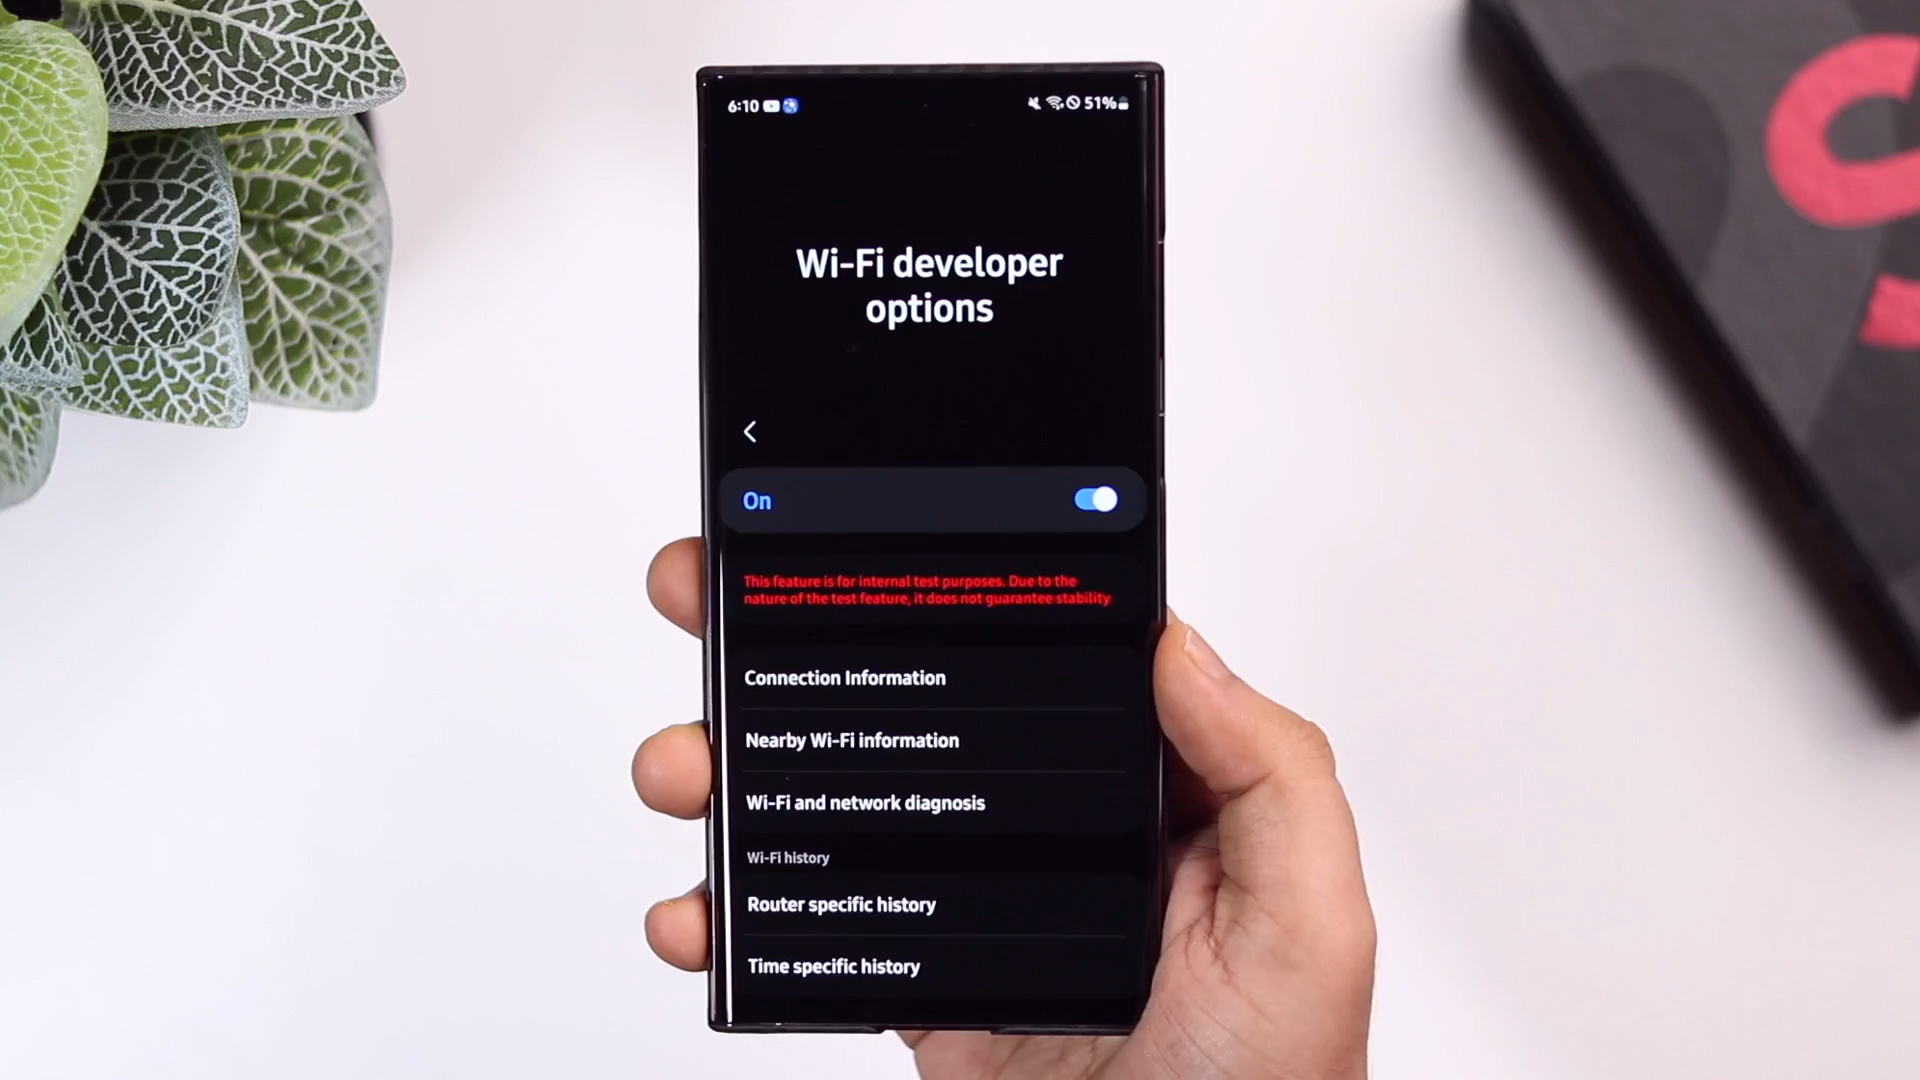 6:10 51%
Wi-Fi developer
options
On
This feature is for internal test purposes. Due to the
nature of the test feature, it does not guarantee stability
Connection Information
Nearby Wi-Fi information
Wi-Fi and network diagnosis
Wi-Fi history
Router specific history
Time specific history